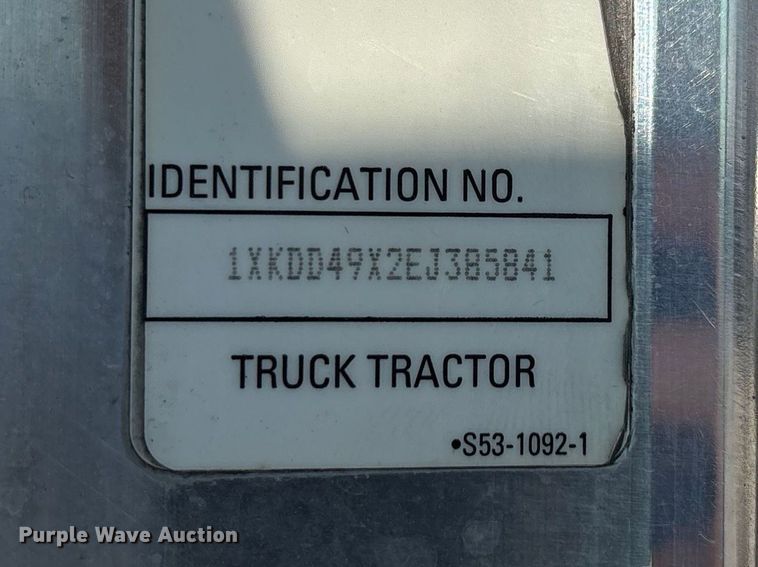 IDENTIFICATION NO.
1XKDD49X2EJ385841
TRUCK TRACTOR
•S53-1092-1
Purple Wave Auction